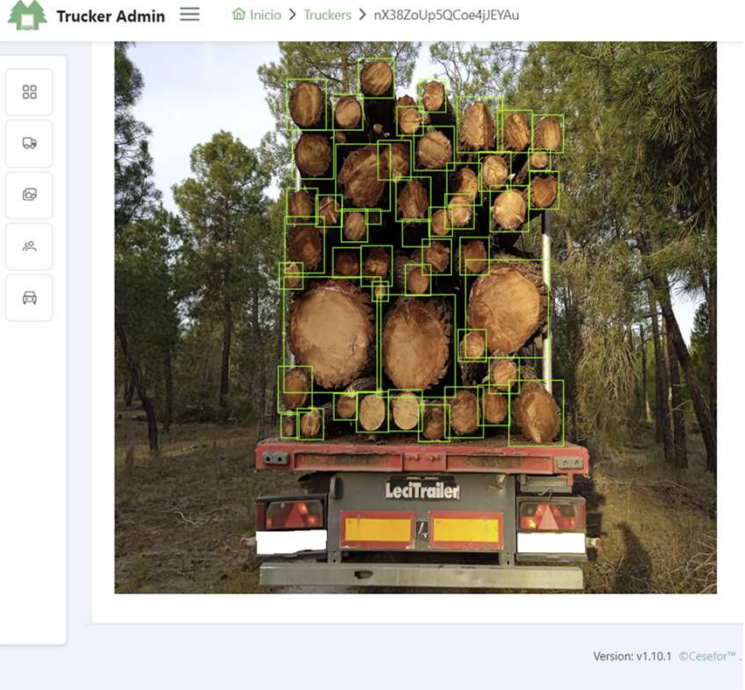 Trucker Admin
Inicio > Truckers > nX38ZoUp5QCoe4jJEYAu
LeciTrailer
Version: v1.10.1 ©Cesefor™ .